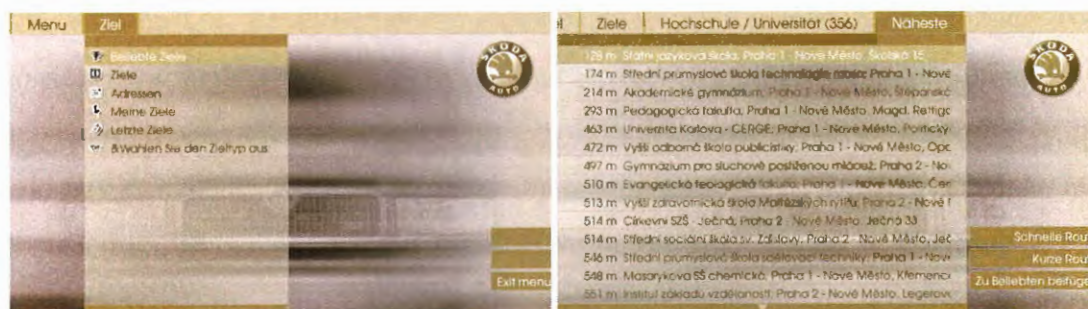 Menu Ziel
Beliebte Ziele
Ziele
Adressen
Meine Ziele
Letzte Ziele
&Wählen Sie den Zieltyp aus
ŠKODA
AUTO
Exit menu
Ziele Hochschule / Universität (356) Näheste
128 m Státní jazyková škola, Praha 1 - Nové Město, Školská 15
174 m Střední průmyslová škola technologie masa, Praha 1 - Nové
214 m Akademické gymnázium, Praha 1 - Nové Město, Štěpánská
293 m Pedagogická fakulta, Praha 1 - Nové Město, Magd. Rettigo
463 m Univerzita Karlova - CERGE, Praha 1 - Nové Město, Politický
472 m Vyšší odborná škola publicistiky, Praha 1 - Nové Město, Opa
497 m Gymnázium pro sluchově postiženou mládež, Praha 2 - No
510 m Evangelická teologická fakulta, Praha 1 - Nové Město, Čer
513 m Vyšší zdravotnická škola Maltézských rytířů, Praha 2 - Nové
514 m Církevní SZŠ - Ječná, Praha 2 - Nové Město, Ječná 33
514 m Střední sociální škola sv. Zdislavy, Praha 2 - Nové Město, Ječ
546 m Střední průmyslová škola sdělovací techniky, Praha 1 - Nové
548 m Masarykova SŠ chemická, Praha 1 - Nové Město, Křemenc
551 m Institut základů vzdělanosti, Praha 2 - Nové Město, Legerov
ŠKODA
AUTO
Schnelle Rou
Kurze Rou
Zu Beliebten beifüge